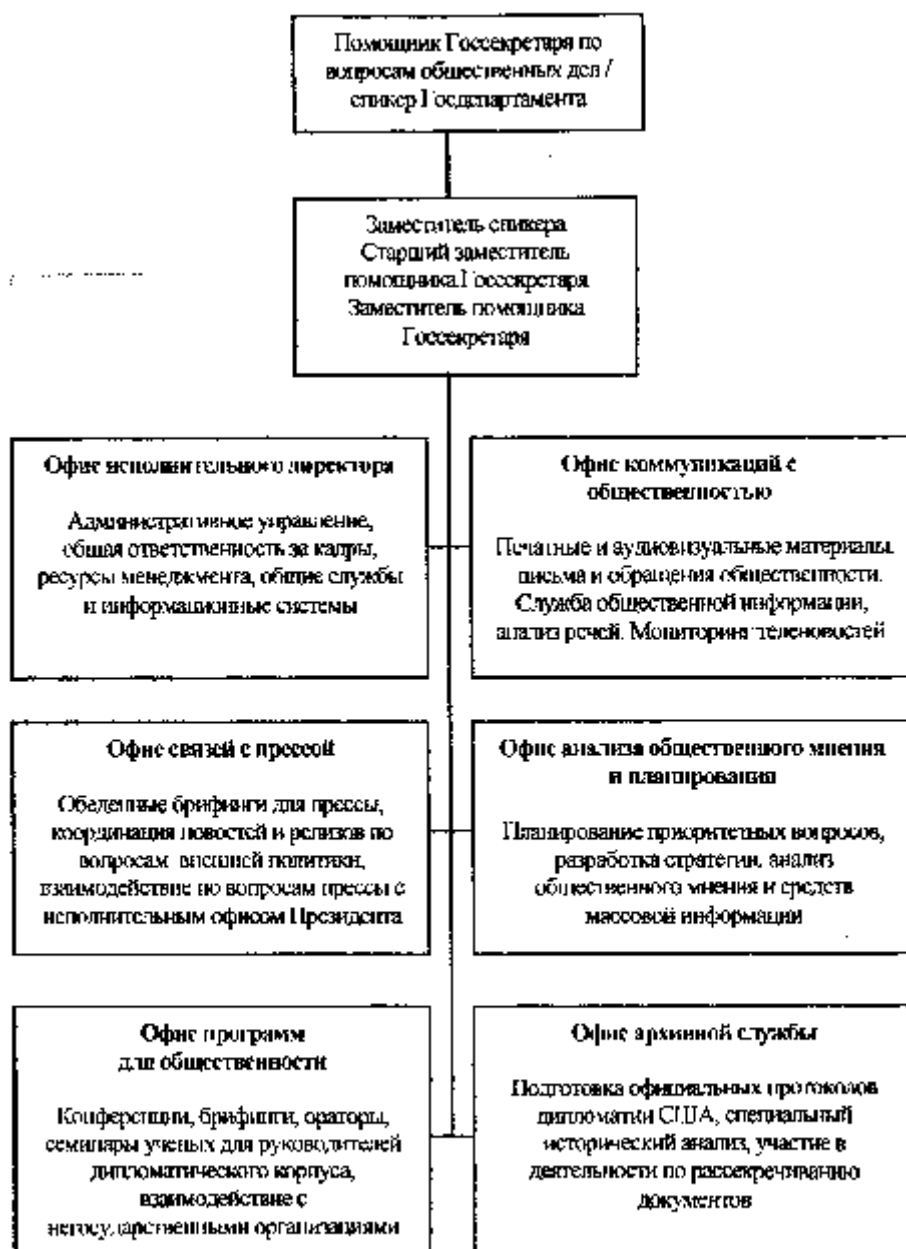 Помощник Госсекретаря по
вопросам общественных дел /
спикер Госдепартамента
Заместитель спикера
Старший заместитель
помощника Госсекретаря
Заместитель помощника
Госсекретаря
Офис исполнительного директора
Административное управление,
общая ответственность за кадры,
ресурсы менеджмента, общие службы
и информационные системы
Офис коммуникаций с
общественностью
Печатные и аудиовизуальные материалы,
письма и обращения общественности.
Служба общественной информации,
анализ речей. Мониторинг теленовостей
Офис связей с прессой
Обеденные брифинги для прессы,
координация новостей и релизов по
вопросам внешней политики,
взаимодействие по вопросам прессы с
исполнительным офисом Президента
Офис анализа общественного мнения
и планирования
Планирование приоритетных вопросов,
разработка стратегии, анализ
общественного мнения и средств
массовой информации
Офис программ
для общественности
Конференции, брифинги, ораторы,
семинары ученых для руководителей
дипломатического корпуса,
взаимодействие с
негосударственными организациями
Офис архивной службы
Подготовка официальных протоколов
дипломатии США, специальный
исторический анализ, участие в
деятельности по рассекречиванию
документов